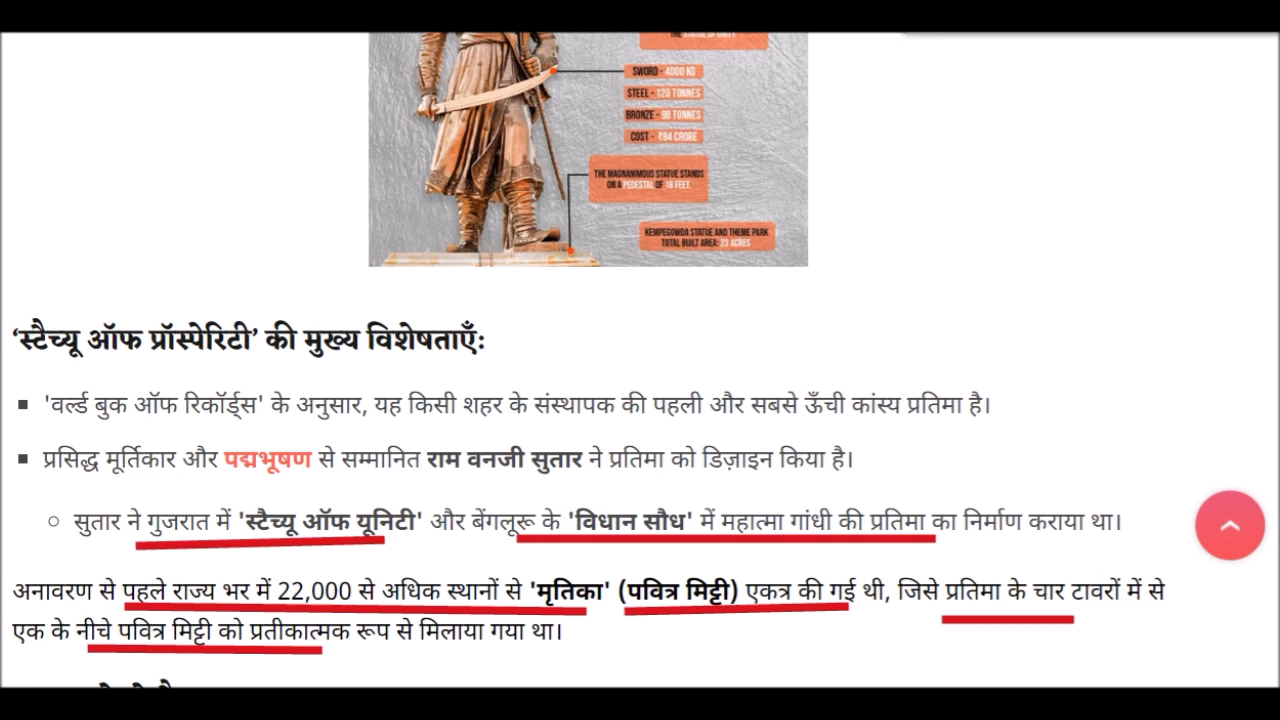 THE STATUE OF UNITY
SWORD - 4000 KG
STEEL - 120 TONNES
BRONZE - 98 TONNES
COST - ₹84 CRORE
THE MAGNANIMOUS STATUE STANDS
ON A PEDESTAL OF 18 FEET.
KEMPEGOWDA STATUE AND THEME PARK
TOTAL BUILT AREA: 23 ACRES
‘स्टैच्यू ऑफ प्रॉस्पेरिटी’ की मुख्य विशेषताएँ:
'वर्ल्ड बुक ऑफ रिकॉर्ड्स' के अनुसार, यह किसी शहर के संस्थापक की पहली और सबसे ऊँची कांस्य प्रतिमा है।
प्रसिद्ध मूर्तिकार और पद्मभूषण से सम्मानित राम वनजी सुतार ने प्रतिमा को डिज़ाइन किया है।
सुतार ने गुजरात में 'स्टैच्यू ऑफ यूनिटी' और बेंगलूरू के 'विधान सौध' में महात्मा गांधी की प्रतिमा का निर्माण कराया था।
अनावरण से पहले राज्य भर में 22,000 से अधिक स्थानों से 'मृतिका' (पवित्र मिट्टी) एकत्र की गई थी, जिसे प्रतिमा के चार टावरों में से
एक के नीचे पवित्र मिट्टी को प्रतीकात्मक रूप से मिलाया गया था।